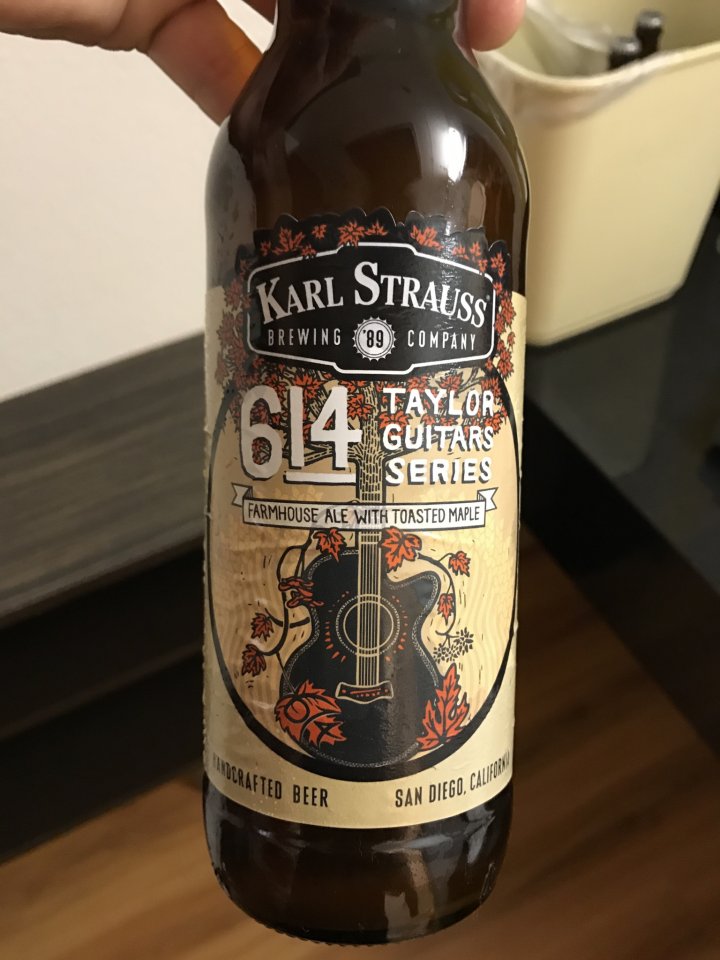 KARL STRAUSS
BREWING '89 COMPANY
614 TAYLOR
GUITARS
SERIES
FARMHOUSE ALE WITH TOASTED MAPLE
614
HANDCRAFTED BEER SAN DIEGO, CALIFORNIA